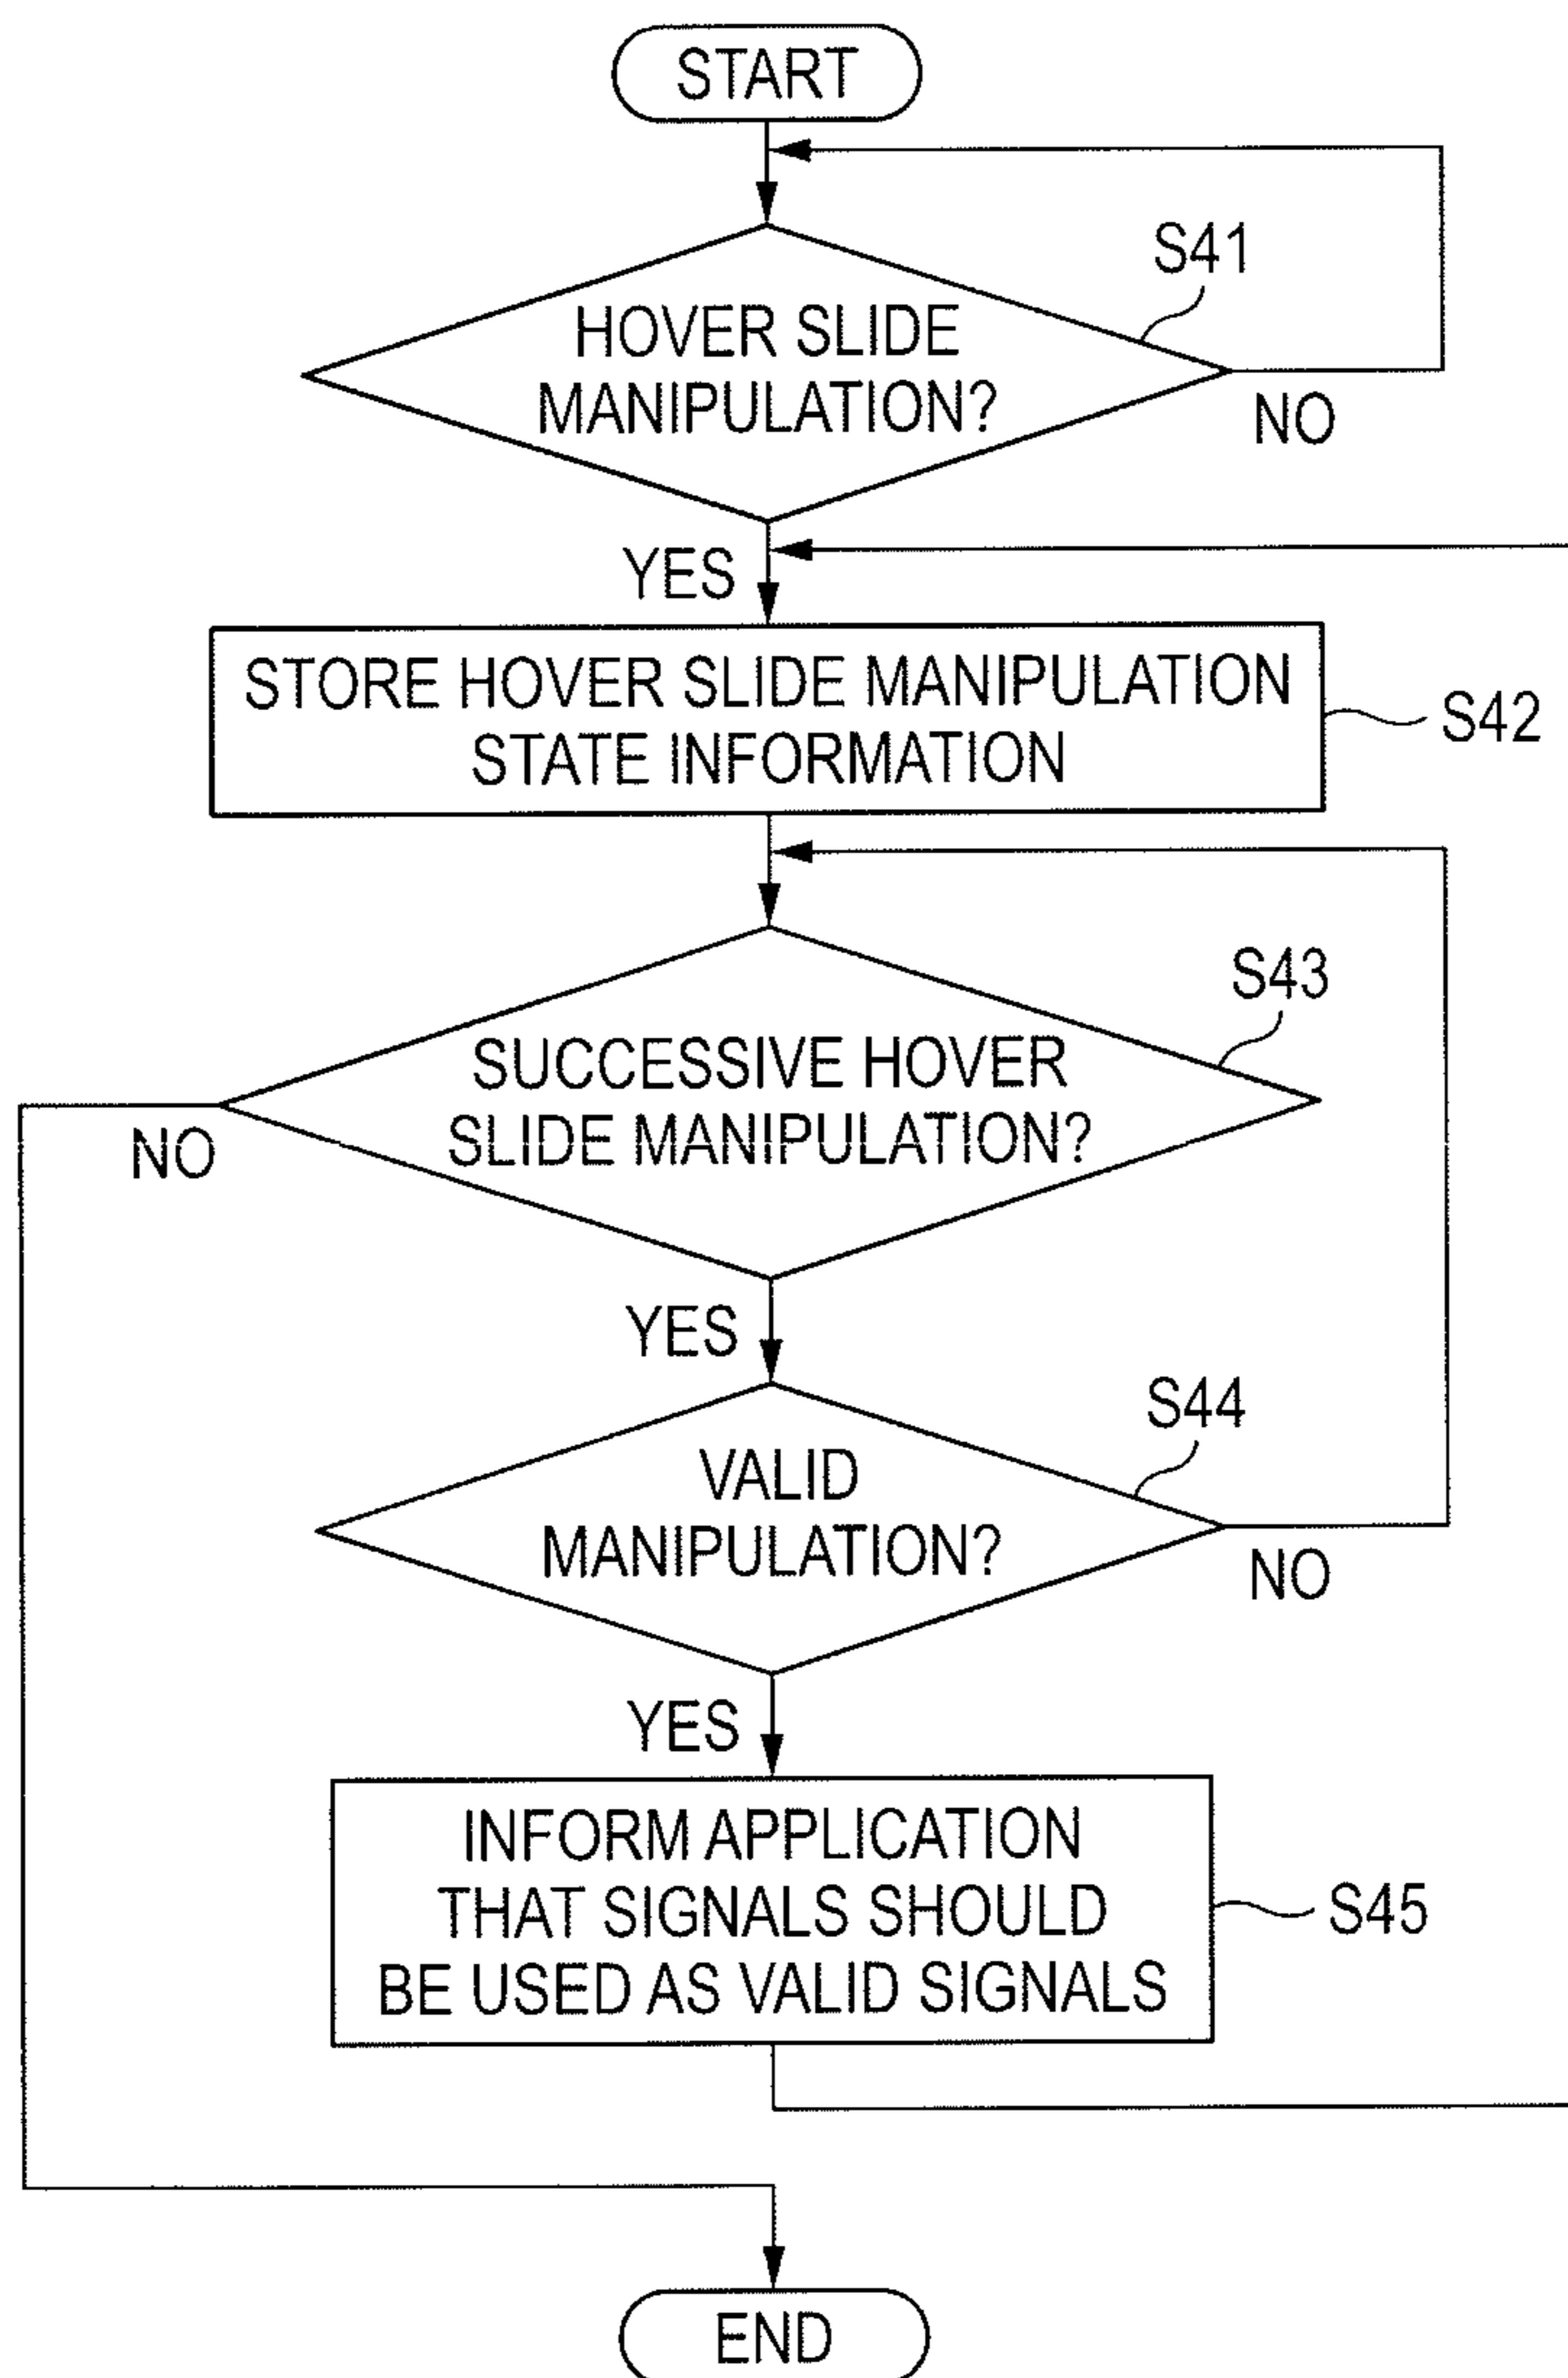 START
S41
HOVER SLIDE
MANIPULATION?
NO
YES
STORE HOVER SLIDE MANIPULATION
STATE INFORMATION
S42
S43
SUCCESSIVE HOVER
SLIDE MANIPULATION?
NO
YES
S44
VALID
MANIPULATION?
NO
YES
INFORM APPLICATION
THAT SIGNALS SHOULD
BE USED AS VALID SIGNALS
S45
END